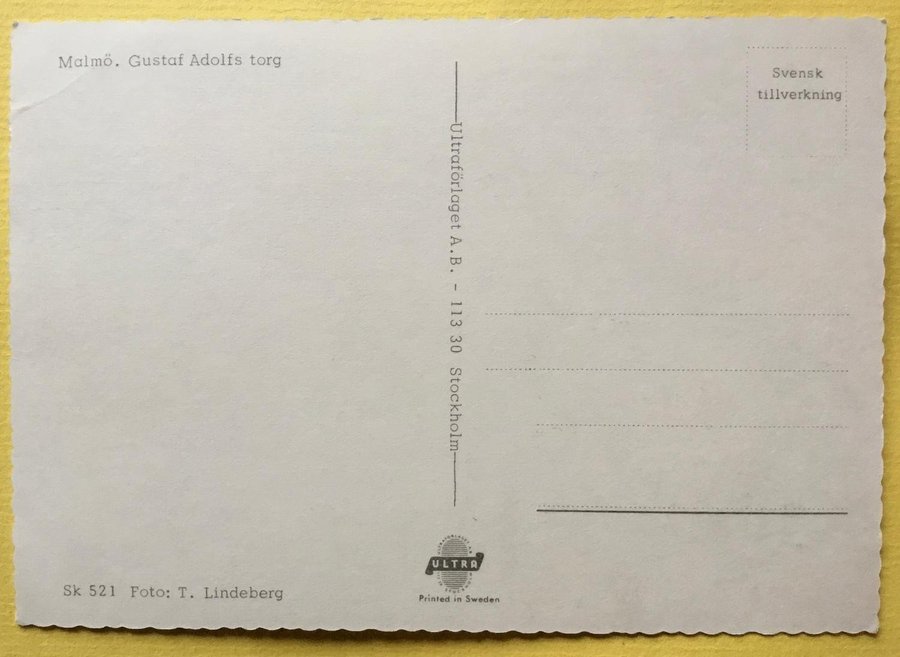 Malmö. Gustaf Adolfs torg
Svensk
tillverkning
Ultraförlaget A.B. - 113 30 Stockholm
Sk 521 Foto: T. Lindeberg
ULTRA
Printed in Sweden